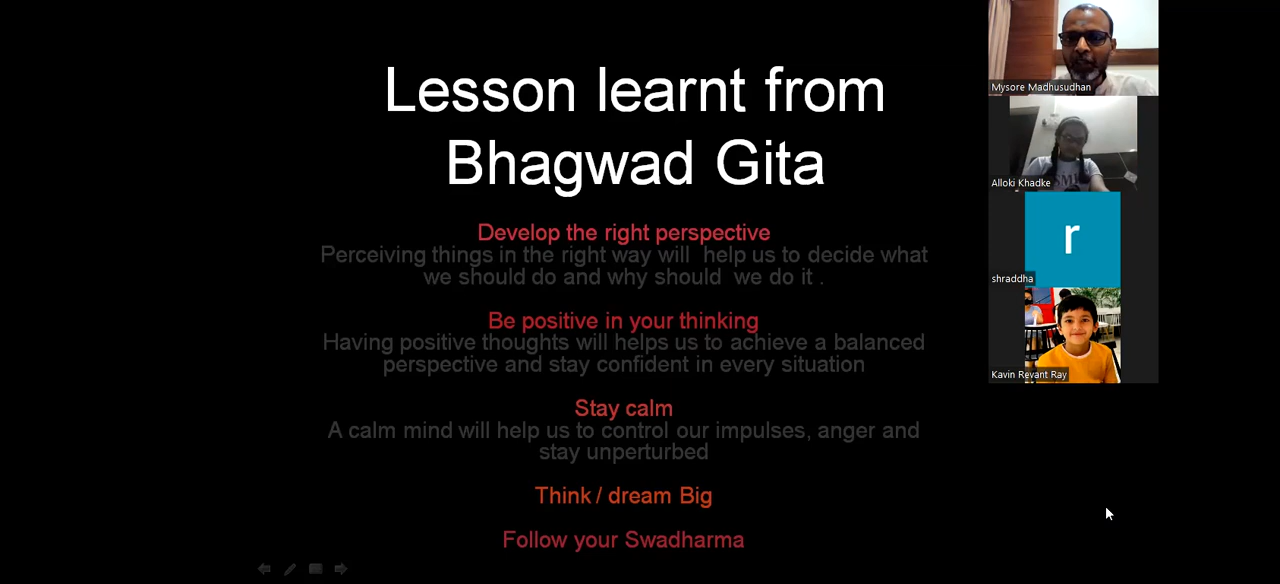 Lesson learnt from
Bhagwad Gita
Develop the right perspective
Perceiving things in the right way will help us to decide what
we should do and why should we do it .
Be positive in your thinking
Having positive thoughts will helps us to achieve a balanced
perspective and stay confident in every situation
Stay calm
A calm mind will help us to control our impulses, anger and
stay unperturbed
Think / dream Big
Follow your Swadharma
Mysore Madhusudhan
Alloki Khadke
r
shraddha
Kavin Revant Ray